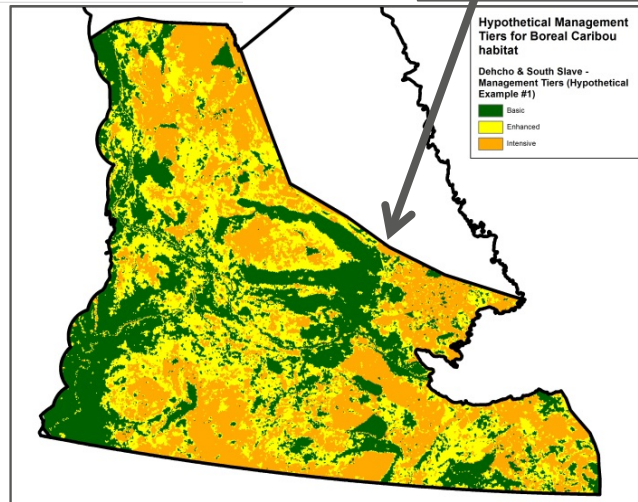 Hypothetical Management
Tiers for Boreal Caribou
habitat
Dehcho & South Slave -
Management Tiers (Hypothetical
Example #1)
Basic
Enhanced
Intensive